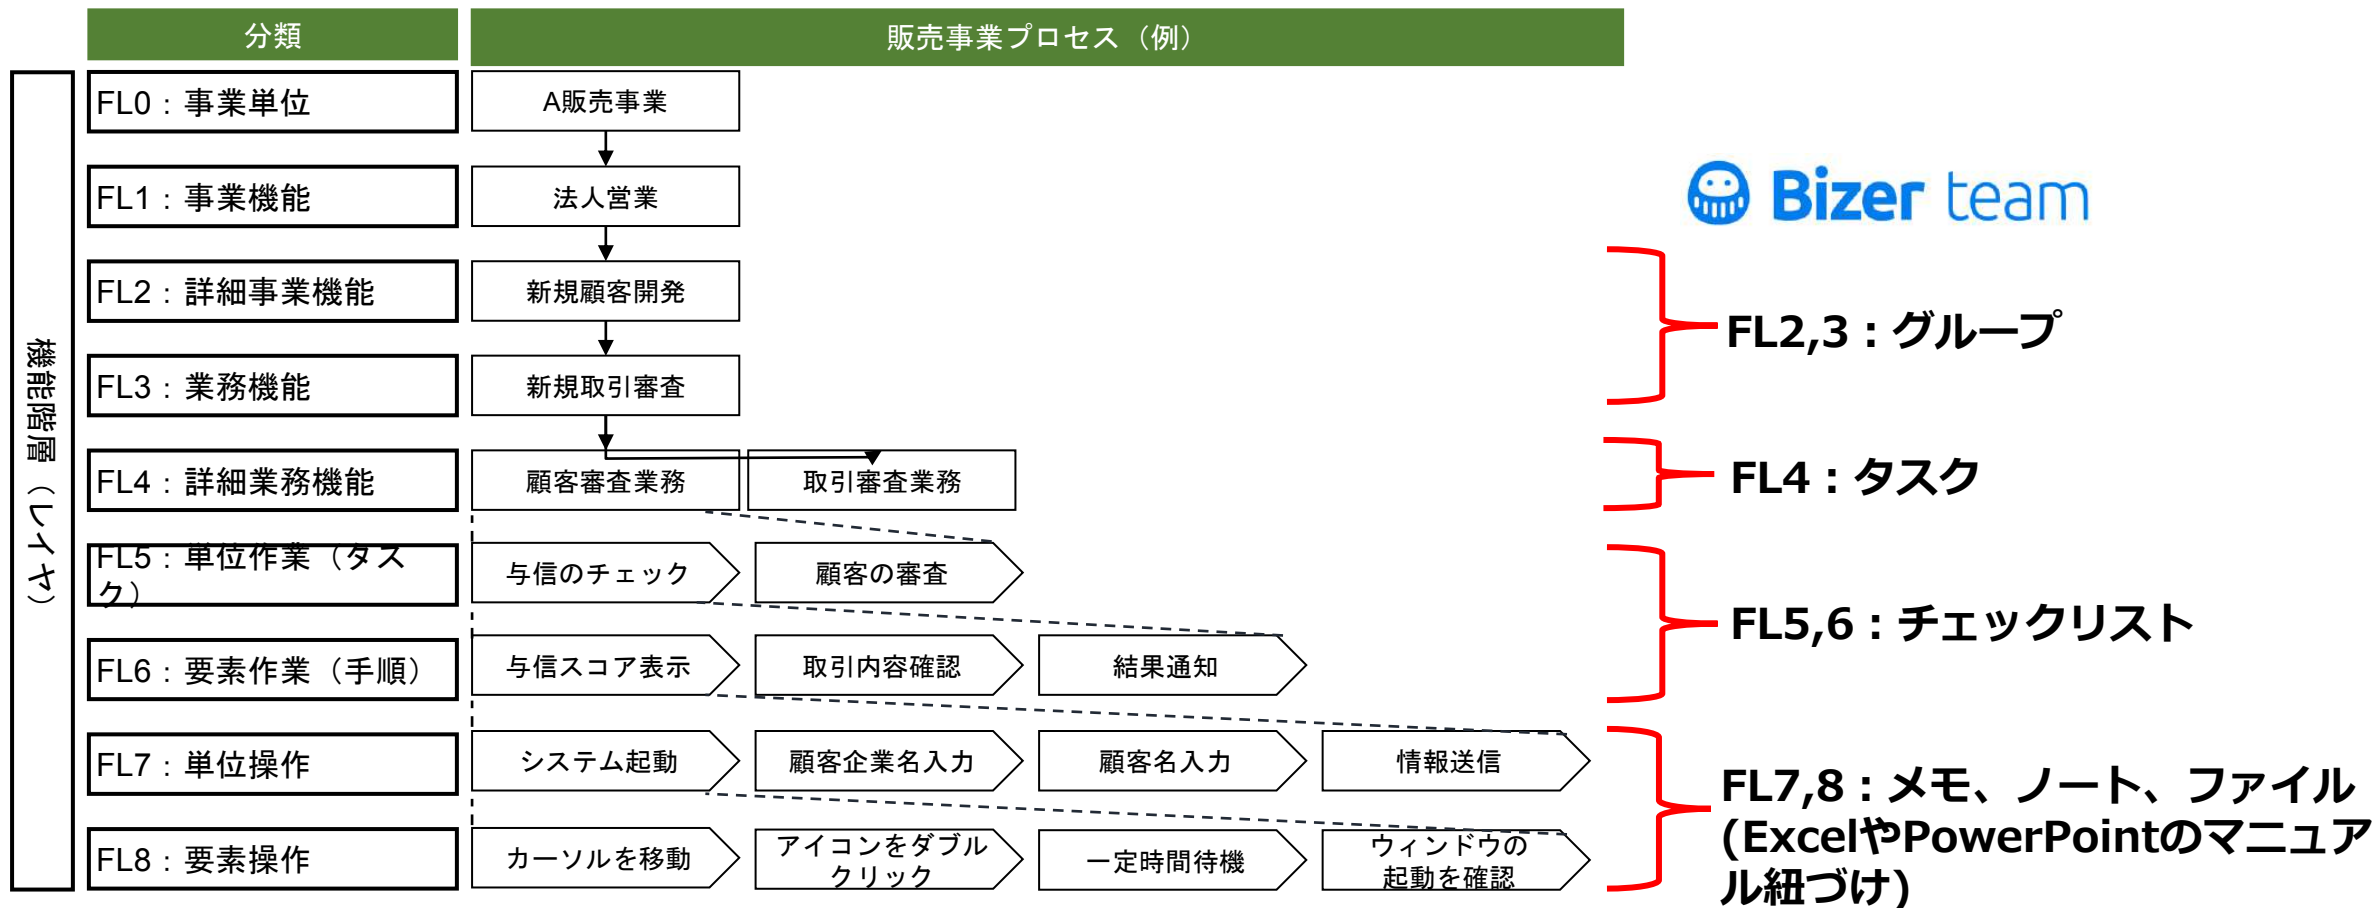 分類
販売事業プロセス（例）
機能階層（レイヤ）
FL0：事業単位
A販売事業
FL1：事業機能
法人営業
Bizer team
FL2：詳細事業機能
新規顧客開発
FL2,3：グループ
FL3：業務機能
新規取引審査
FL4：詳細業務機能
顧客審査業務
取引審査業務
FL4：タスク
FL5：単位作業（タス
ク）
与信のチェック
顧客の審査
FL5,6：チェックリスト
FL6：要素作業（手順）
与信スコア表示
取引内容確認
結果通知
FL7：単位操作
システム起動
顧客企業名入力
顧客名入力
情報送信
FL7,8：メモ、ノート、ファイル
(ExcelやPowerPointのマニュア
ル紐づけ)
FL8：要素操作
カーソルを移動
アイコンをダブル
クリック
一定時間待機
ウィンドウの
起動を確認